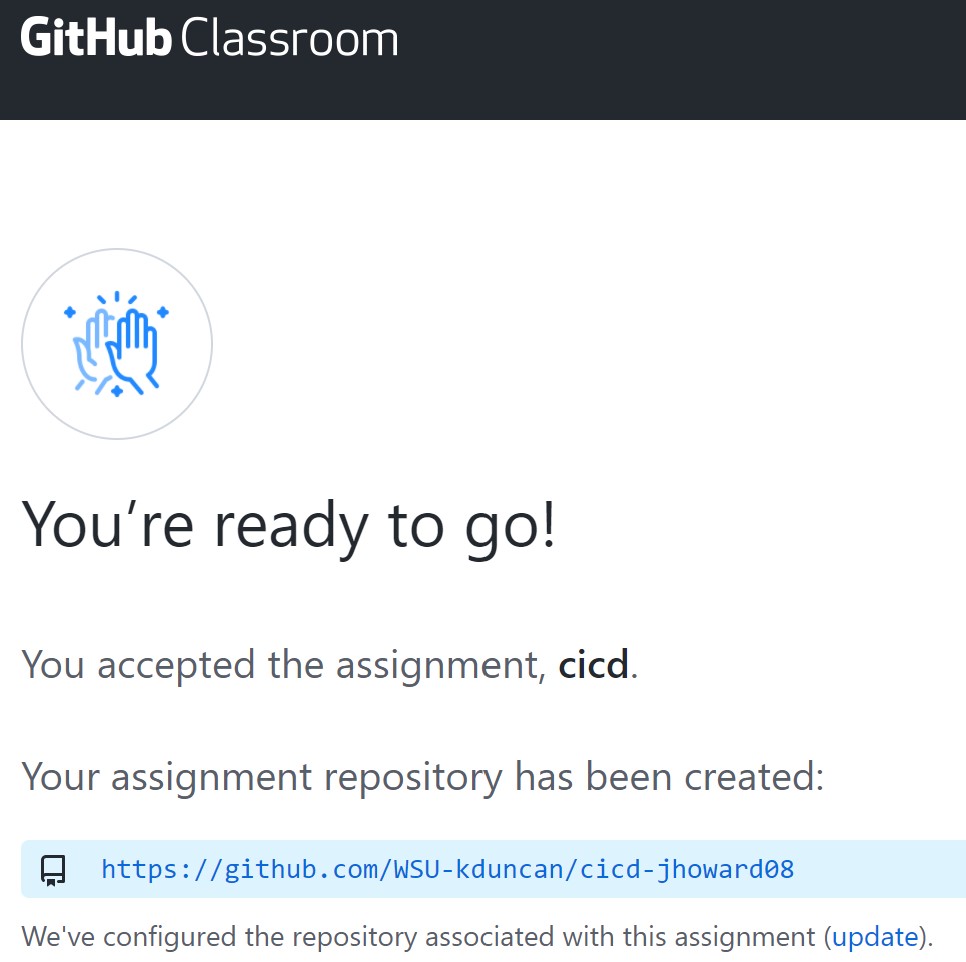 GitHub Classroom
You’re ready to go!
You accepted the assignment, cicd.
Your assignment repository has been created:
https://github.com/WSU-kduncan/cicd-jhoward08
We've configured the repository associated with this assignment (update).